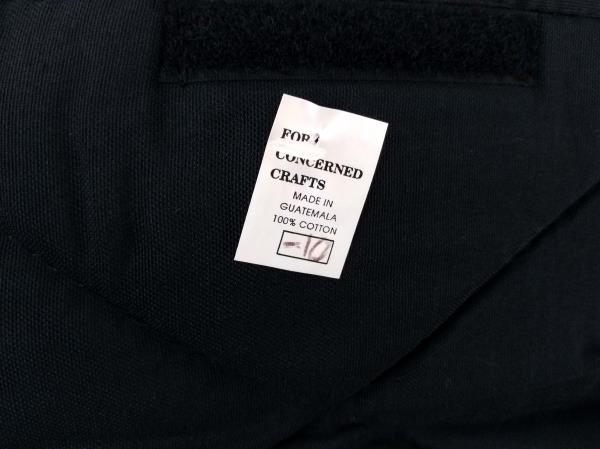 FOR
CONCERNED
CRAFTS
MADE IN
GUATEMALA
100% COTTON
-10